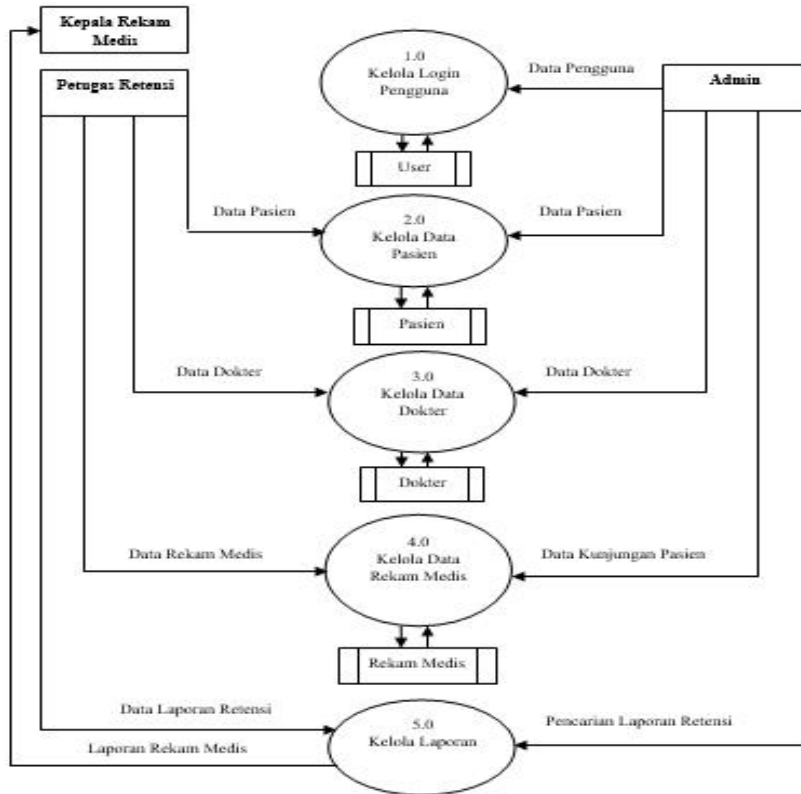 Kepala Rekam
Medis
Petugas Retensi
1.0
Kelola Login
Pengguna
Data Pengguna
Admin
User
Data Pasien
2.0
Kelola Data
Pasien
Data Pasien
Pasien
Data Dokter
3.0
Kelola Data
Dokter
Data Dokter
Dokter
Data Rekam Medis
4.0
Kelola Data
Rekam Medis
Data Kunjungan Pasien
Rekam Medis
Data Laporan Retensi
Laporan Rekam Medis
5.0
Kelola Laporan
Pencarian Laporan Retensi